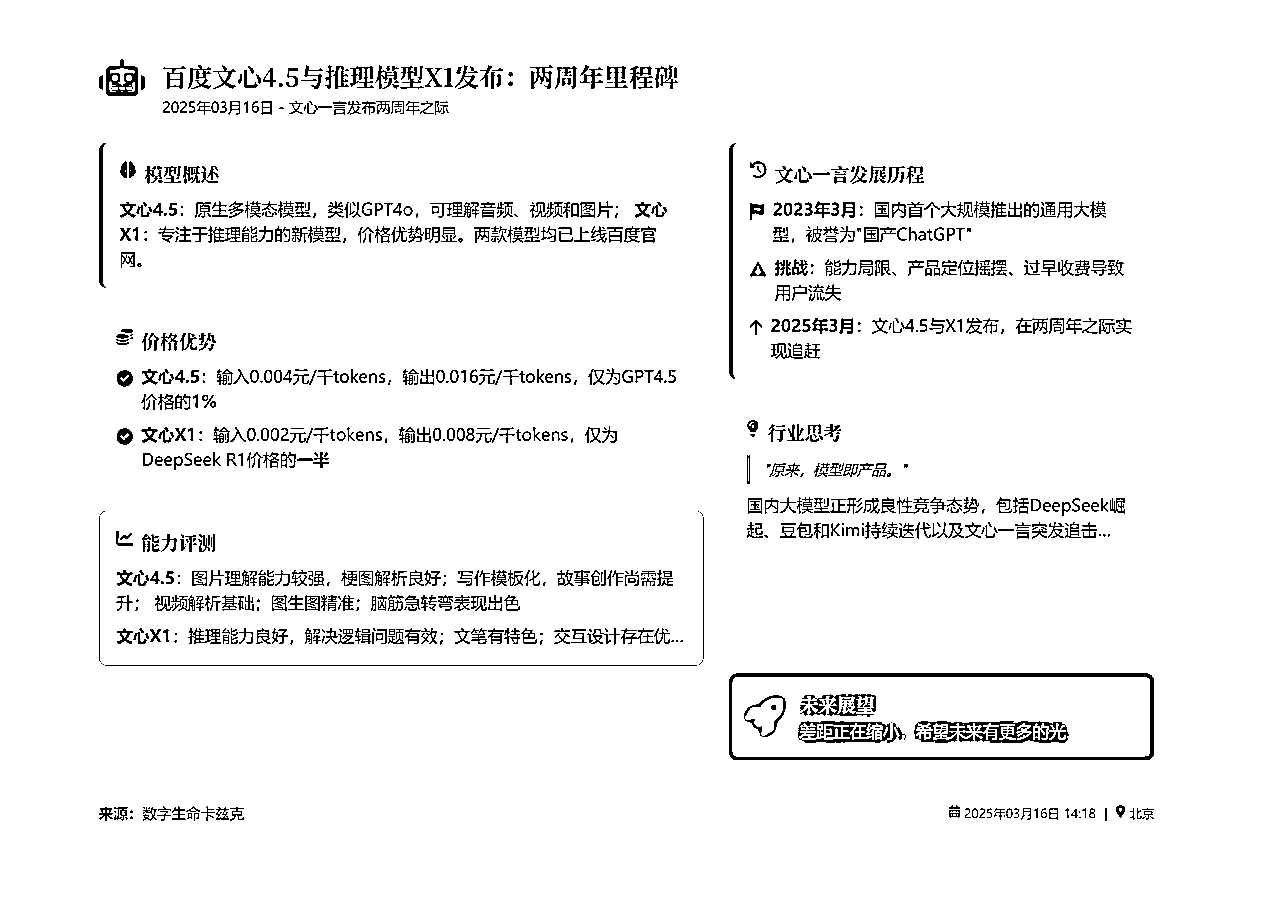 百度文心4.5与推理模型X1发布：两周年里程碑
2025年03月16日 - 文心一言发布两周年之际
模型概述
文心4.5：原生多模态模型，类似GPT4o，可理解音频、视频和图片； 文心
X1：专注于推理能力的新模型，价格优势明显。两款模型均已上线百度官
网。
价格优势
文心4.5：输入0.004元/千tokens，输出0.016元/千tokens，仅为GPT4.5
价格的1%
文心X1：输入0.002元/千tokens，输出0.008元/千tokens，仅为
DeepSeek R1价格的一半
能力评测
文心4.5：图片理解能力较强，梗图解析良好；写作模板化，故事创作尚需提
升； 视频解析基础；图生图精准；脑筋急转弯表现出色
文心X1：推理能力良好，解决逻辑问题有效；文笔有特色；交互设计存在优...
文心一言发展历程
2023年3月：国内首个大规模推出的通用大模
型，被誉为"国产ChatGPT"
挑战：能力局限、产品定位摇摆、过早收费导致
用户流失
2025年3月：文心4.5与X1发布，在两周年之际实
现追赶
行业思考
"原来，模型即产品。"
国内大模型正形成良性竞争态势，包括DeepSeek崛
起、豆包和Kimi持续迭代以及文心一言突发追击...
未来展望
差距正在缩小，希望未来有更多的光
来源：数字生命卡兹克
2025年03月16日 14:18 | 北京